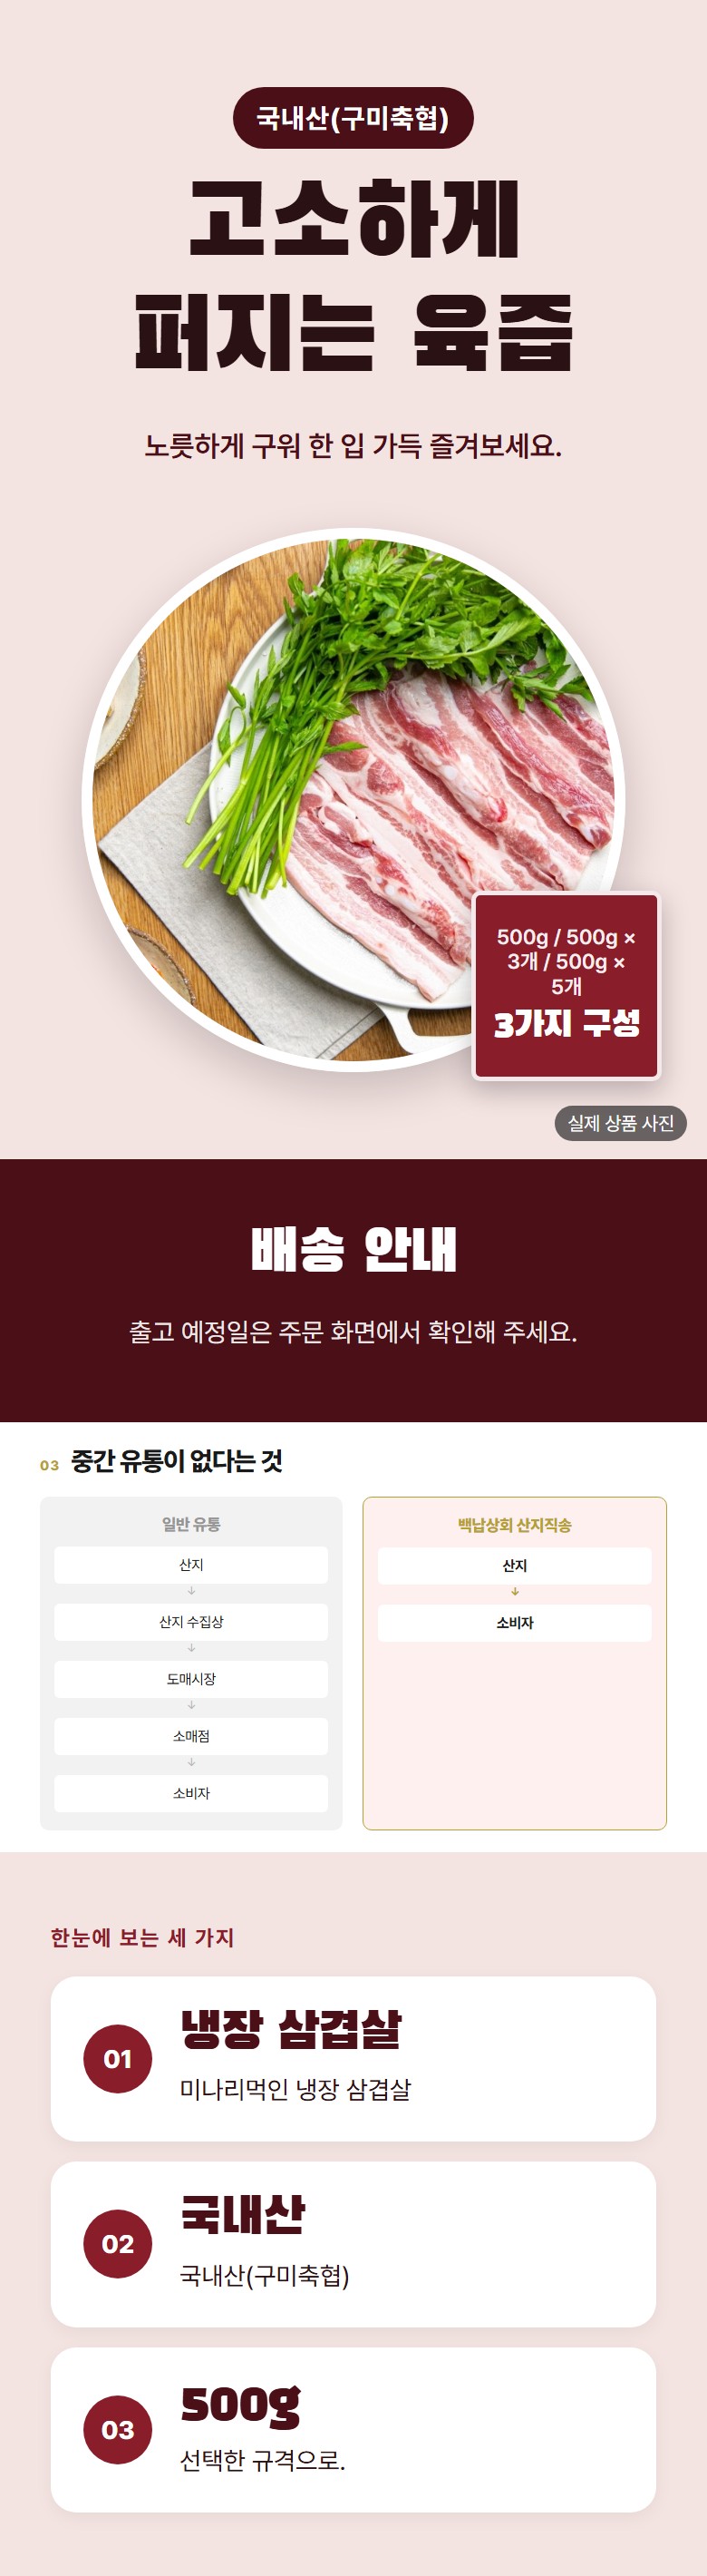 국내산(구미축협)
고소하게
퍼지는 육즙
노릇하게 구워 한 입 가득 즐겨보세요.
500g / 500g ×
3개 / 500g ×
5개
3가지 구성
실제 상품 사진
배송 안내
출고 예정일은 주문 화면에서 확인해 주세요.
03 중간 유통이 없다는 것
일반 유통
산지
↓
산지 수집상
↓
도매시장
↓
소매점
↓
소비자
백납상회 산지직송
산지
↓
소비자
한눈에 보는 세 가지
01
냉장 삼겹살
미나리먹인 냉장 삼겹살
02
국내산
국내산(구미축협)
03
500g
선택한 규격으로.